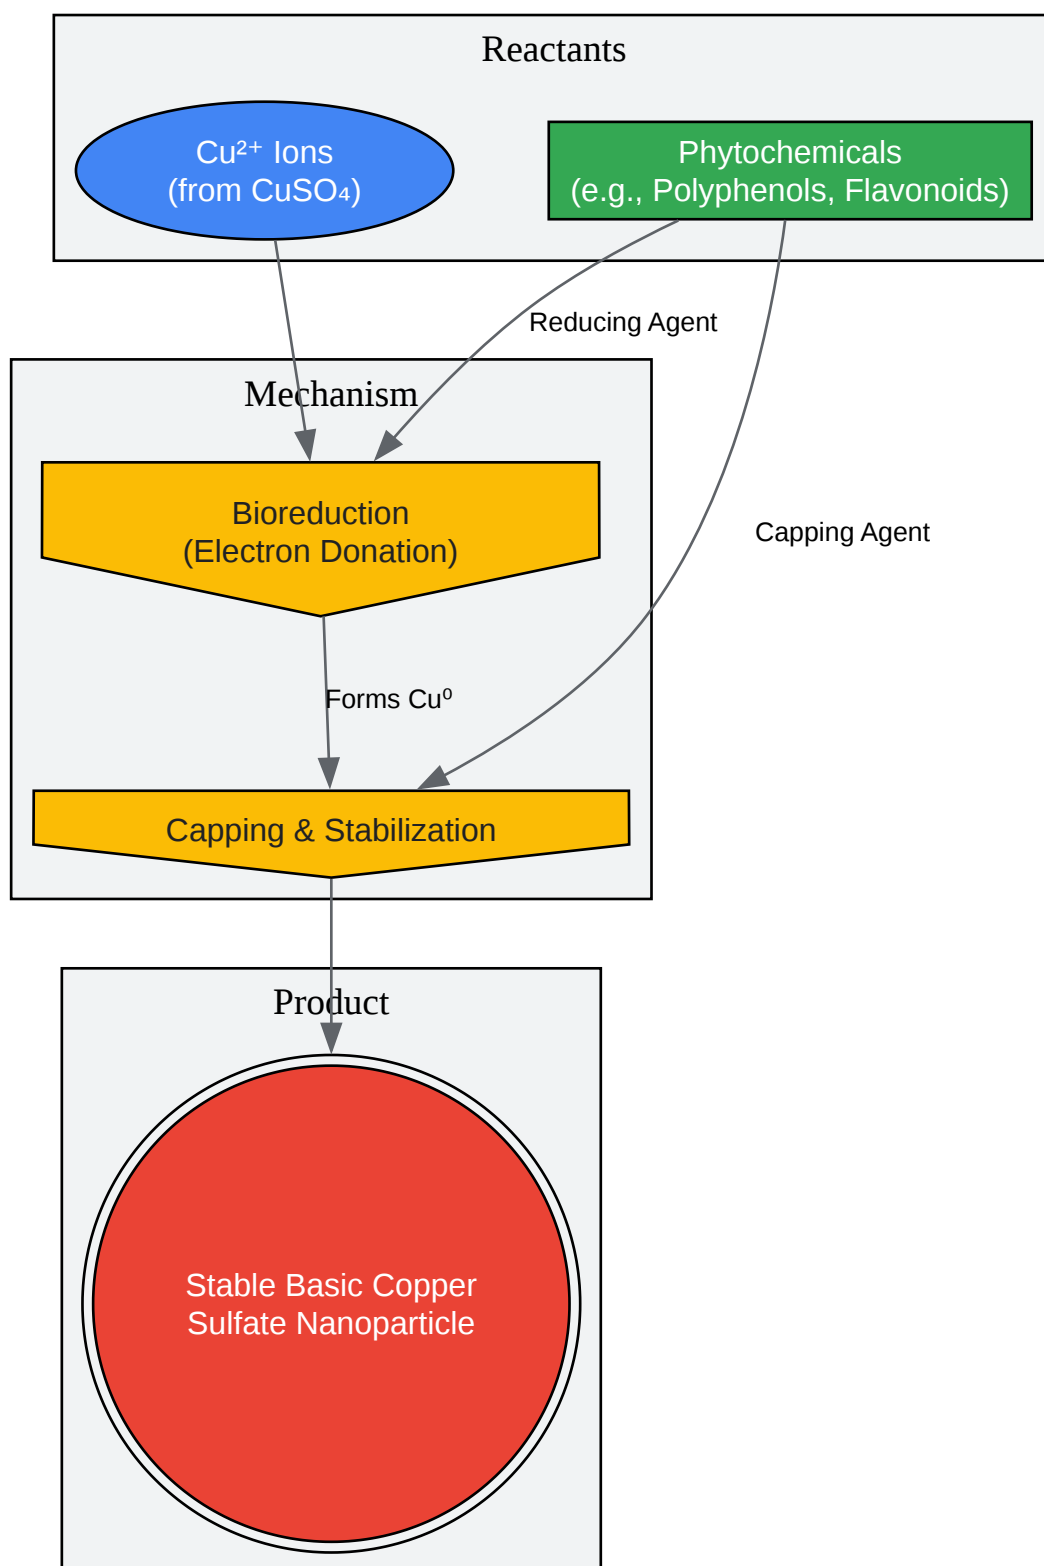 Reactants
Cu²⁺ Ions
(from CuSO₄)
Phytochemicals
(e.g., Polyphenols, Flavonoids)
Reducing Agent
Mechanism
Bioreduction
(Electron Donation)
Capping Agent
Forms Cu⁰
Capping & Stabilization
Product
Stable Basic Copper
Sulfate Nanoparticle